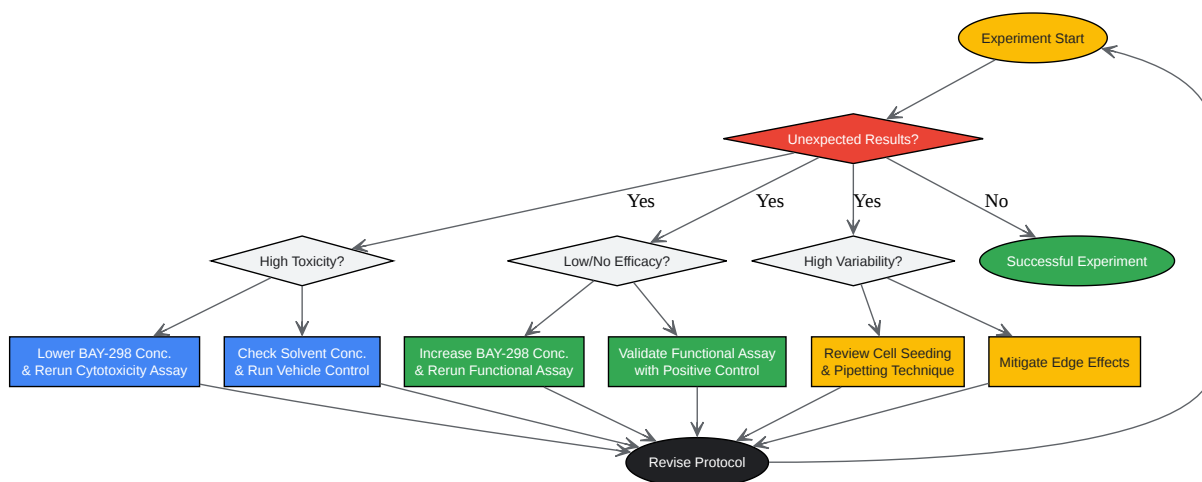 Experiment Start
Unexpected Results?
Yes
Yes
Yes
No
High Toxicity?
Low/No Efficacy?
High Variability?
Successful Experiment
Lower BAY-298 Conc.
& Rerun Cytotoxicity Assay
Check Solvent Conc.
& Run Vehicle Control
Increase BAY-298 Conc.
& Rerun Functional Assay
Validate Functional Assay
with Positive Control
Review Cell Seeding
& Pipetting Technique
Mitigate Edge Effects
Revise Protocol